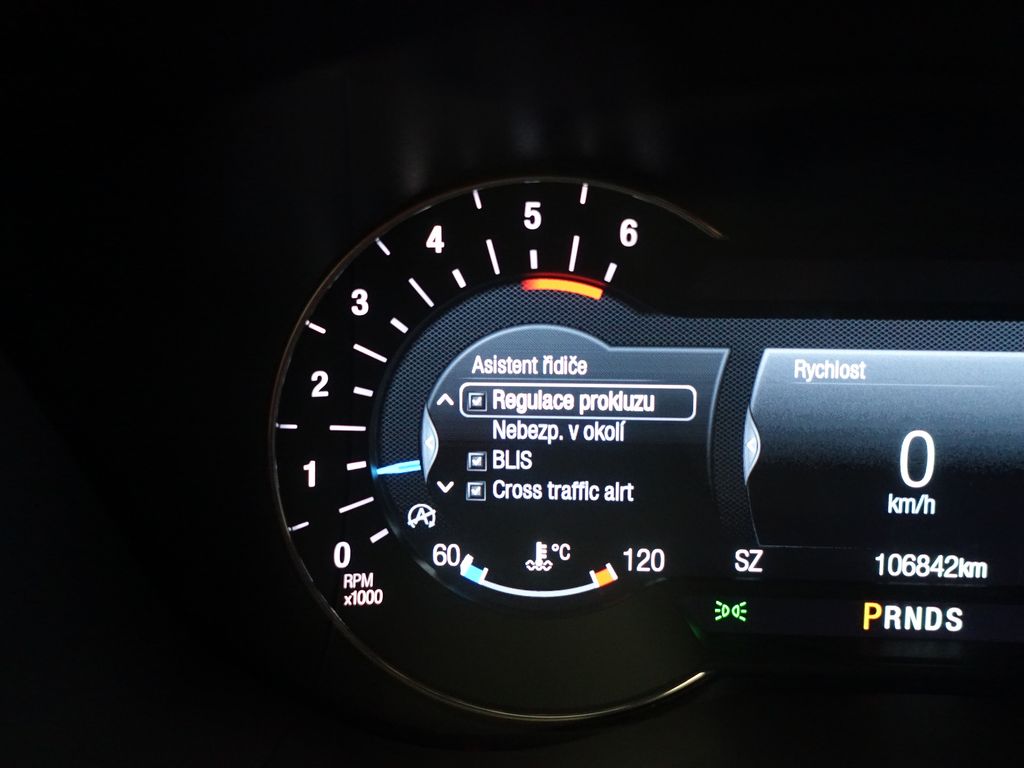 6
5
4
3
2
1
0
RPM
x1000
Asistent řidiče
Regulace prokluzu
Nebezp. v okolí
BLIS
Cross traffic alrt
60
°C
120
Rychlost
0
km/h
SZ
106842km
PRNDS